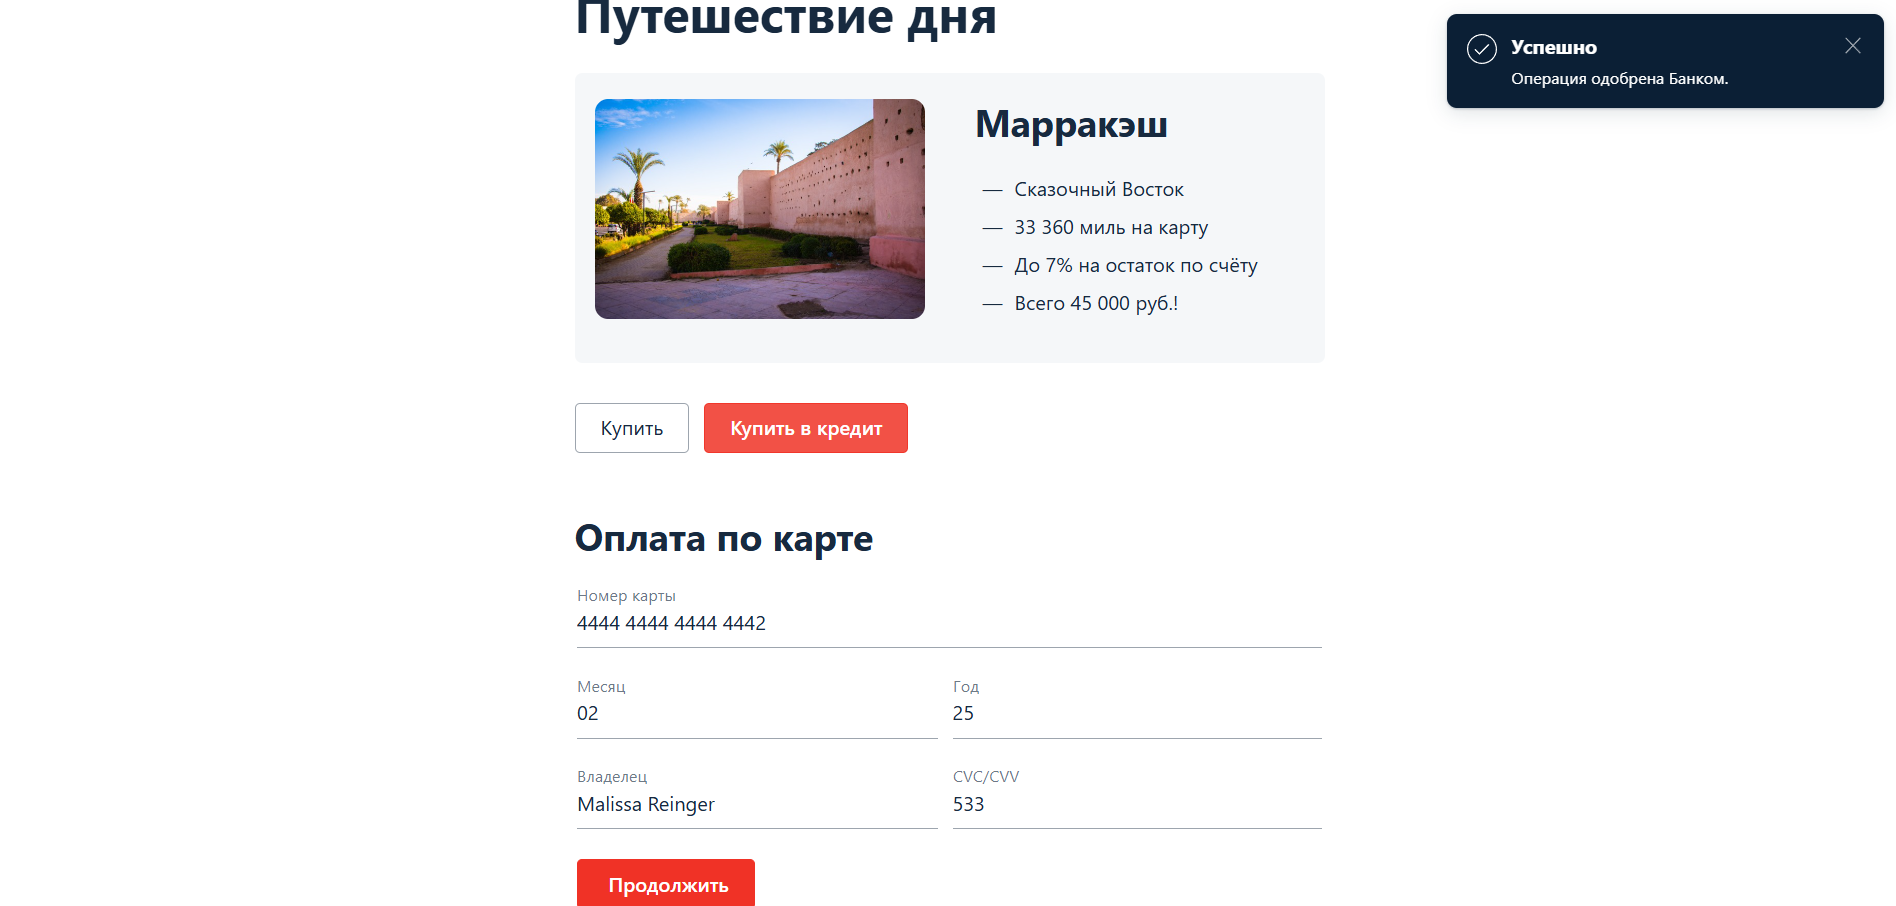 Путешествие дня
Успешно
Операция одобрена Банком.
Марракэш
— Сказочный Восток
— 33 360 миль на карту
— До 7% на остаток по счёту
— Всего 45 000 руб.!
Купить
Купить в кредит
Оплата по карте
Номер карты
4444 4444 4444 4442
Месяц
02
Год
25
Владелец
Malissa Reinger
CVC/CVV
533
Продолжить